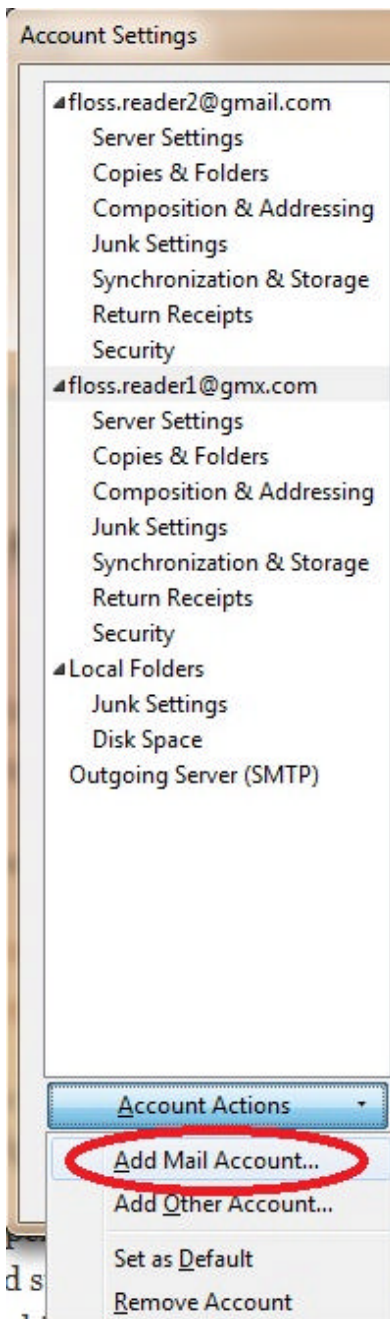 Account Settings
floss.reader2@gmail.com
Server Settings
Copies & Folders
Composition & Addressing
Junk Settings
Synchronization & Storage
Return Receipts
Security
floss.reader1@gmx.com
Server Settings
Copies & Folders
Composition & Addressing
Junk Settings
Synchronization & Storage
Return Receipts
Security
Local Folders
Junk Settings
Disk Space
Outgoing Server (SMTP)
Account Actions
Add Mail Account...
Add Other Account...
Set as Default
Remove Account